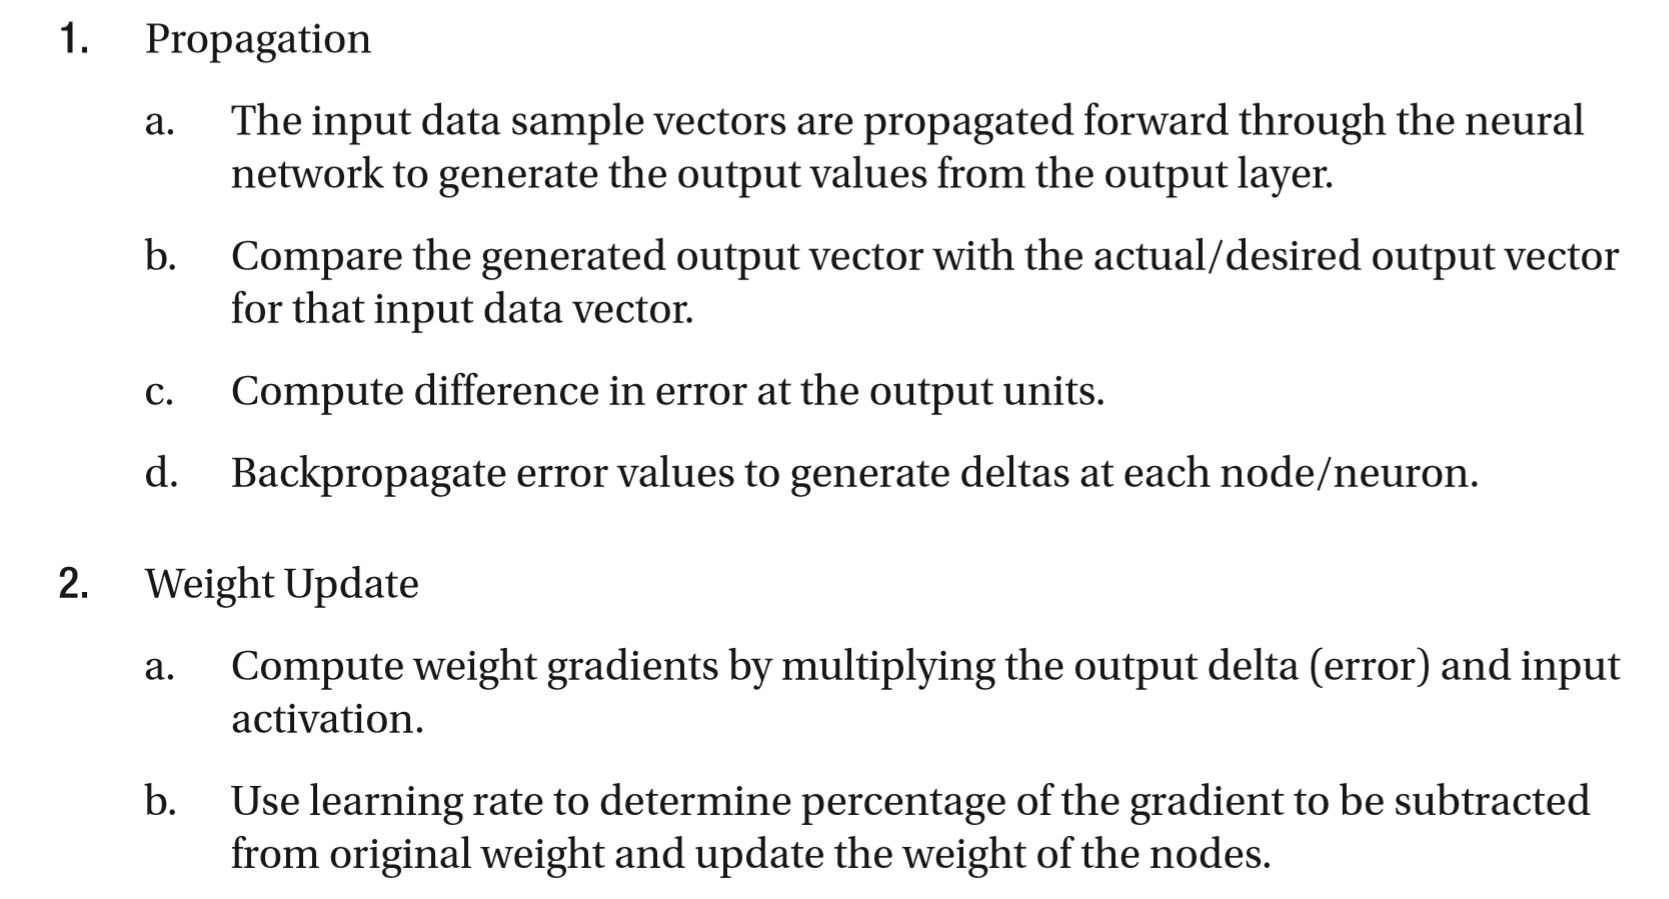 1. Propagation
a. The input data sample vectors are propagated forward through the neural
network to generate the output values from the output layer.
b. Compare the generated output vector with the actual/desired output vector
for that input data vector.
c. Compute difference in error at the output units.
d. Backpropagate error values to generate deltas at each node/neuron.
2. Weight Update
a. Compute weight gradients by multiplying the output delta (error) and input
activation.
b. Use learning rate to determine percentage of the gradient to be subtracted
from original weight and update the weight of the nodes.